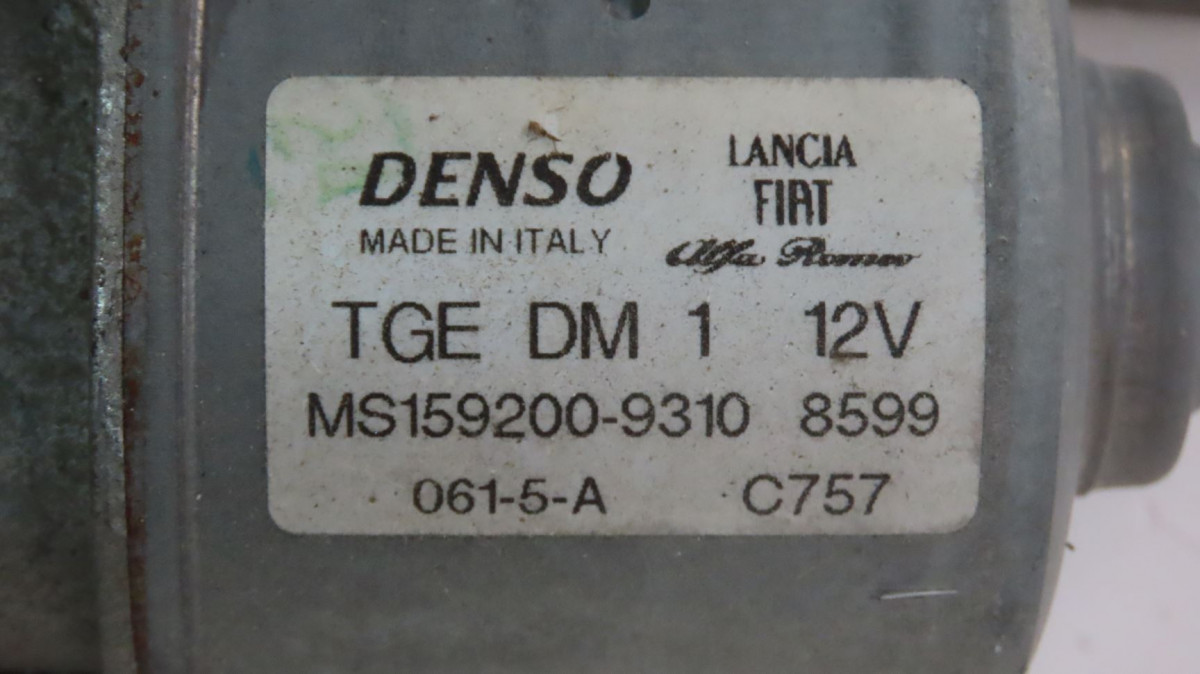 DENSO
MADE IN ITALY
LANCIA
FIAT
Alfa Romeo
TGE DM 1 12V
MS159200-9310 8599
061-5-A C757